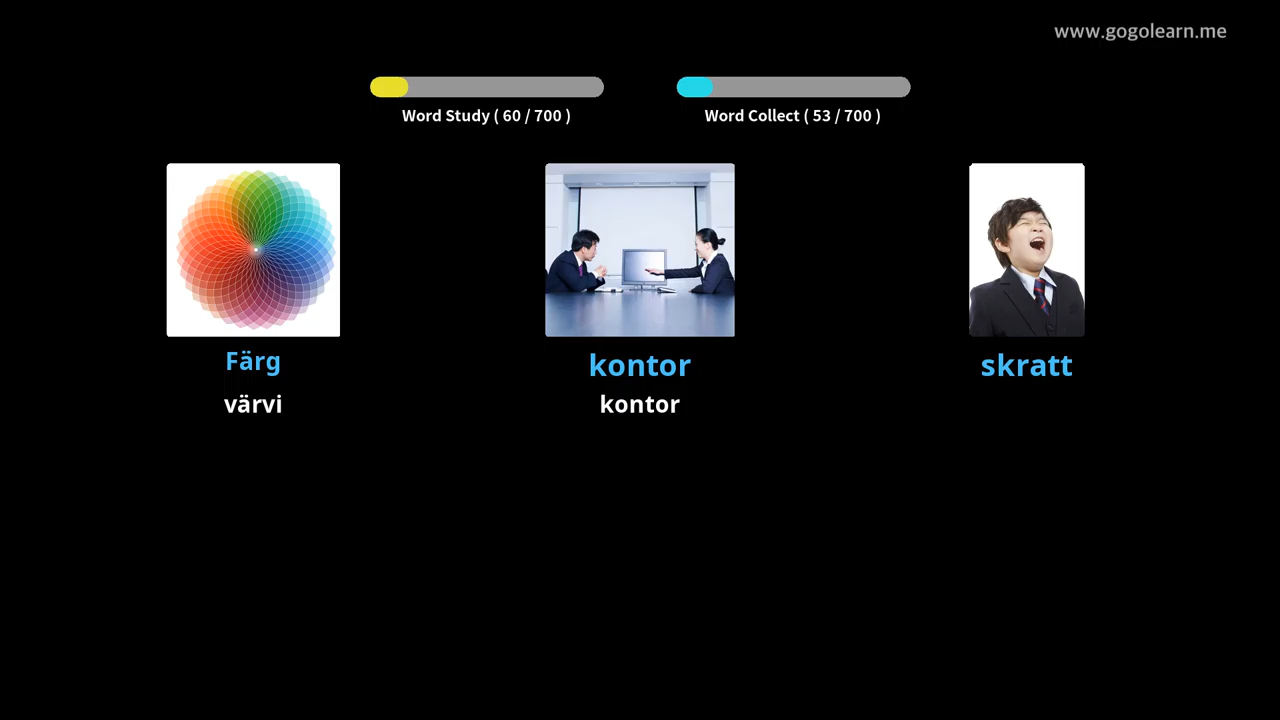 www.gogolearn.me
Word Study ( 60 / 700 )
Word Collect ( 53 / 700 )
Färg
kontor
skratt
värvi
kontor